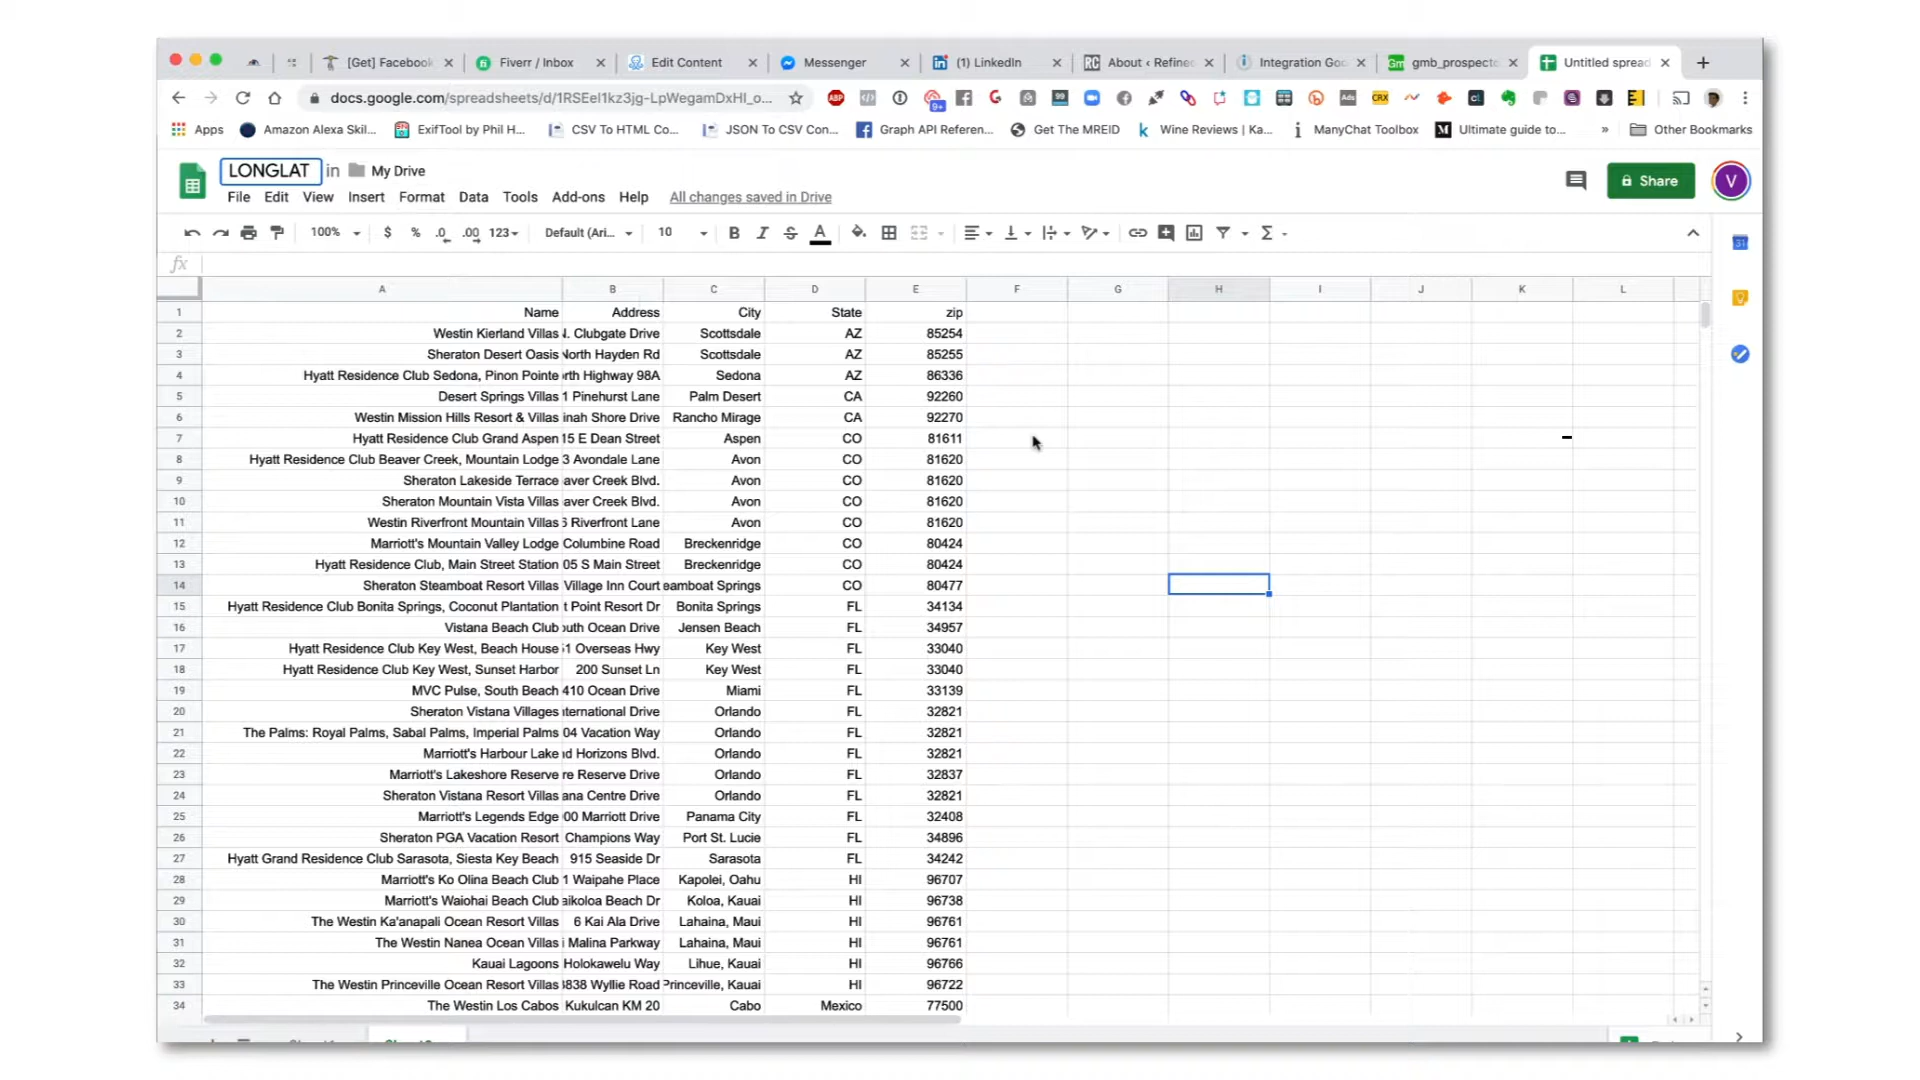 [Get] Facebook Fiverr / Inbox Edit Content Messenger (1) LinkedIn About ‹ Refined Integration Goo gmb_prospecto Untitled spread
docs.google.com/spreadsheets/d/1RSEel1kz3jg-LpWegamDxHI_o...
Apps Amazon Alexa Skil... ExifTool by Phil H... CSV To HTML Co... JSON To CSV Con... Graph API Referen... Get The MREID Wine Reviews | Ka... ManyChat Toolbox Ultimate guide to... » Other Bookmarks
LONGLAT in My Drive
Share V
File Edit View Insert Format Data Tools Add-ons Help All changes saved in Drive
100% $ % .0 .00 123 Default (Ari... 10 B I S A Σ
fx
A B C D E F G H I J K L
1 Name Address City State zip
2 Westin Kierland Villas N. Clubgate Drive Scottsdale AZ 85254
3 Sheraton Desert Oasis North Hayden Rd Scottsdale AZ 85255
4 Hyatt Residence Club Sedona, Pinon Pointe rth Highway 98A Sedona AZ 86336
5 Desert Springs Villas 1 Pinehurst Lane Palm Desert CA 92260
6 Westin Mission Hills Resort & Villas inah Shore Drive Rancho Mirage CA 92270
7 Hyatt Residence Club Grand Aspen 15 E Dean Street Aspen CO 81611
8 Hyatt Residence Club Beaver Creek, Mountain Lodge 3 Avondale Lane Avon CO 81620
9 Sheraton Lakeside Terrace eaver Creek Blvd. Avon CO 81620
10 Sheraton Mountain Vista Villas eaver Creek Blvd. Avon CO 81620
11 Westin Riverfront Mountain Villas 6 Riverfront Lane Avon CO 81620
12 Marriott's Mountain Valley Lodge Columbine Road Breckenridge CO 80424
13 Hyatt Residence Club, Main Street Station 05 S Main Street Breckenridge CO 80424
14 Sheraton Steamboat Resort Villas Village Inn Court eamboat Springs CO 80477
15 Hyatt Residence Club Bonita Springs, Coconut Plantation t Point Resort Dr Bonita Springs FL 34134
16 Vistana Beach Club outh Ocean Drive Jensen Beach FL 34957
17 Hyatt Residence Club Key West, Beach House 51 Overseas Hwy Key West FL 33040
18 Hyatt Residence Club Key West, Sunset Harbor 200 Sunset Ln Key West FL 33040
19 MVC Pulse, South Beach 410 Ocean Drive Miami FL 33139
20 Sheraton Vistana Villages nternational Drive Orlando FL 32821
21 The Palms: Royal Palms, Sabal Palms, Imperial Palms 04 Vacation Way Orlando FL 32821
22 Marriott's Harbour Lake nd Horizons Blvd. Orlando FL 32821
23 Marriott's Lakeshore Reserve re Reserve Drive Orlando FL 32837
24 Sheraton Vistana Resort Villas ana Centre Drive Orlando FL 32821
25 Marriott's Legends Edge 00 Marriott Drive Panama City FL 32408
26 Sheraton PGA Vacation Resort Champions Way Port St. Lucie FL 34896
27 Hyatt Grand Residence Club Sarasota, Siesta Key Beach 915 Seaside Dr Sarasota FL 34242
28 Marriott's Ko Olina Beach Club 1 Waipahe Place Kapolei, Oahu HI 96707
29 Marriott's Waiohai Beach Club aikoloa Beach Dr Koloa, Kauai HI 96738
30 The Westin Ka'anapali Ocean Resort Villas 6 Kai Ala Drive Lahaina, Maui HI 96761
31 The Westin Nanea Ocean Villas i Malina Parkway Lahaina, Maui HI 96761
32 Kauai Lagoons Holokawelu Way Lihue, Kauai HI 96766
33 The Westin Princeville Ocean Resort Villas 3838 Wyllie Road Princeville, Kauai HI 96722
34 The Westin Los Cabos Kukulcan KM 20 Cabo Mexico 77500